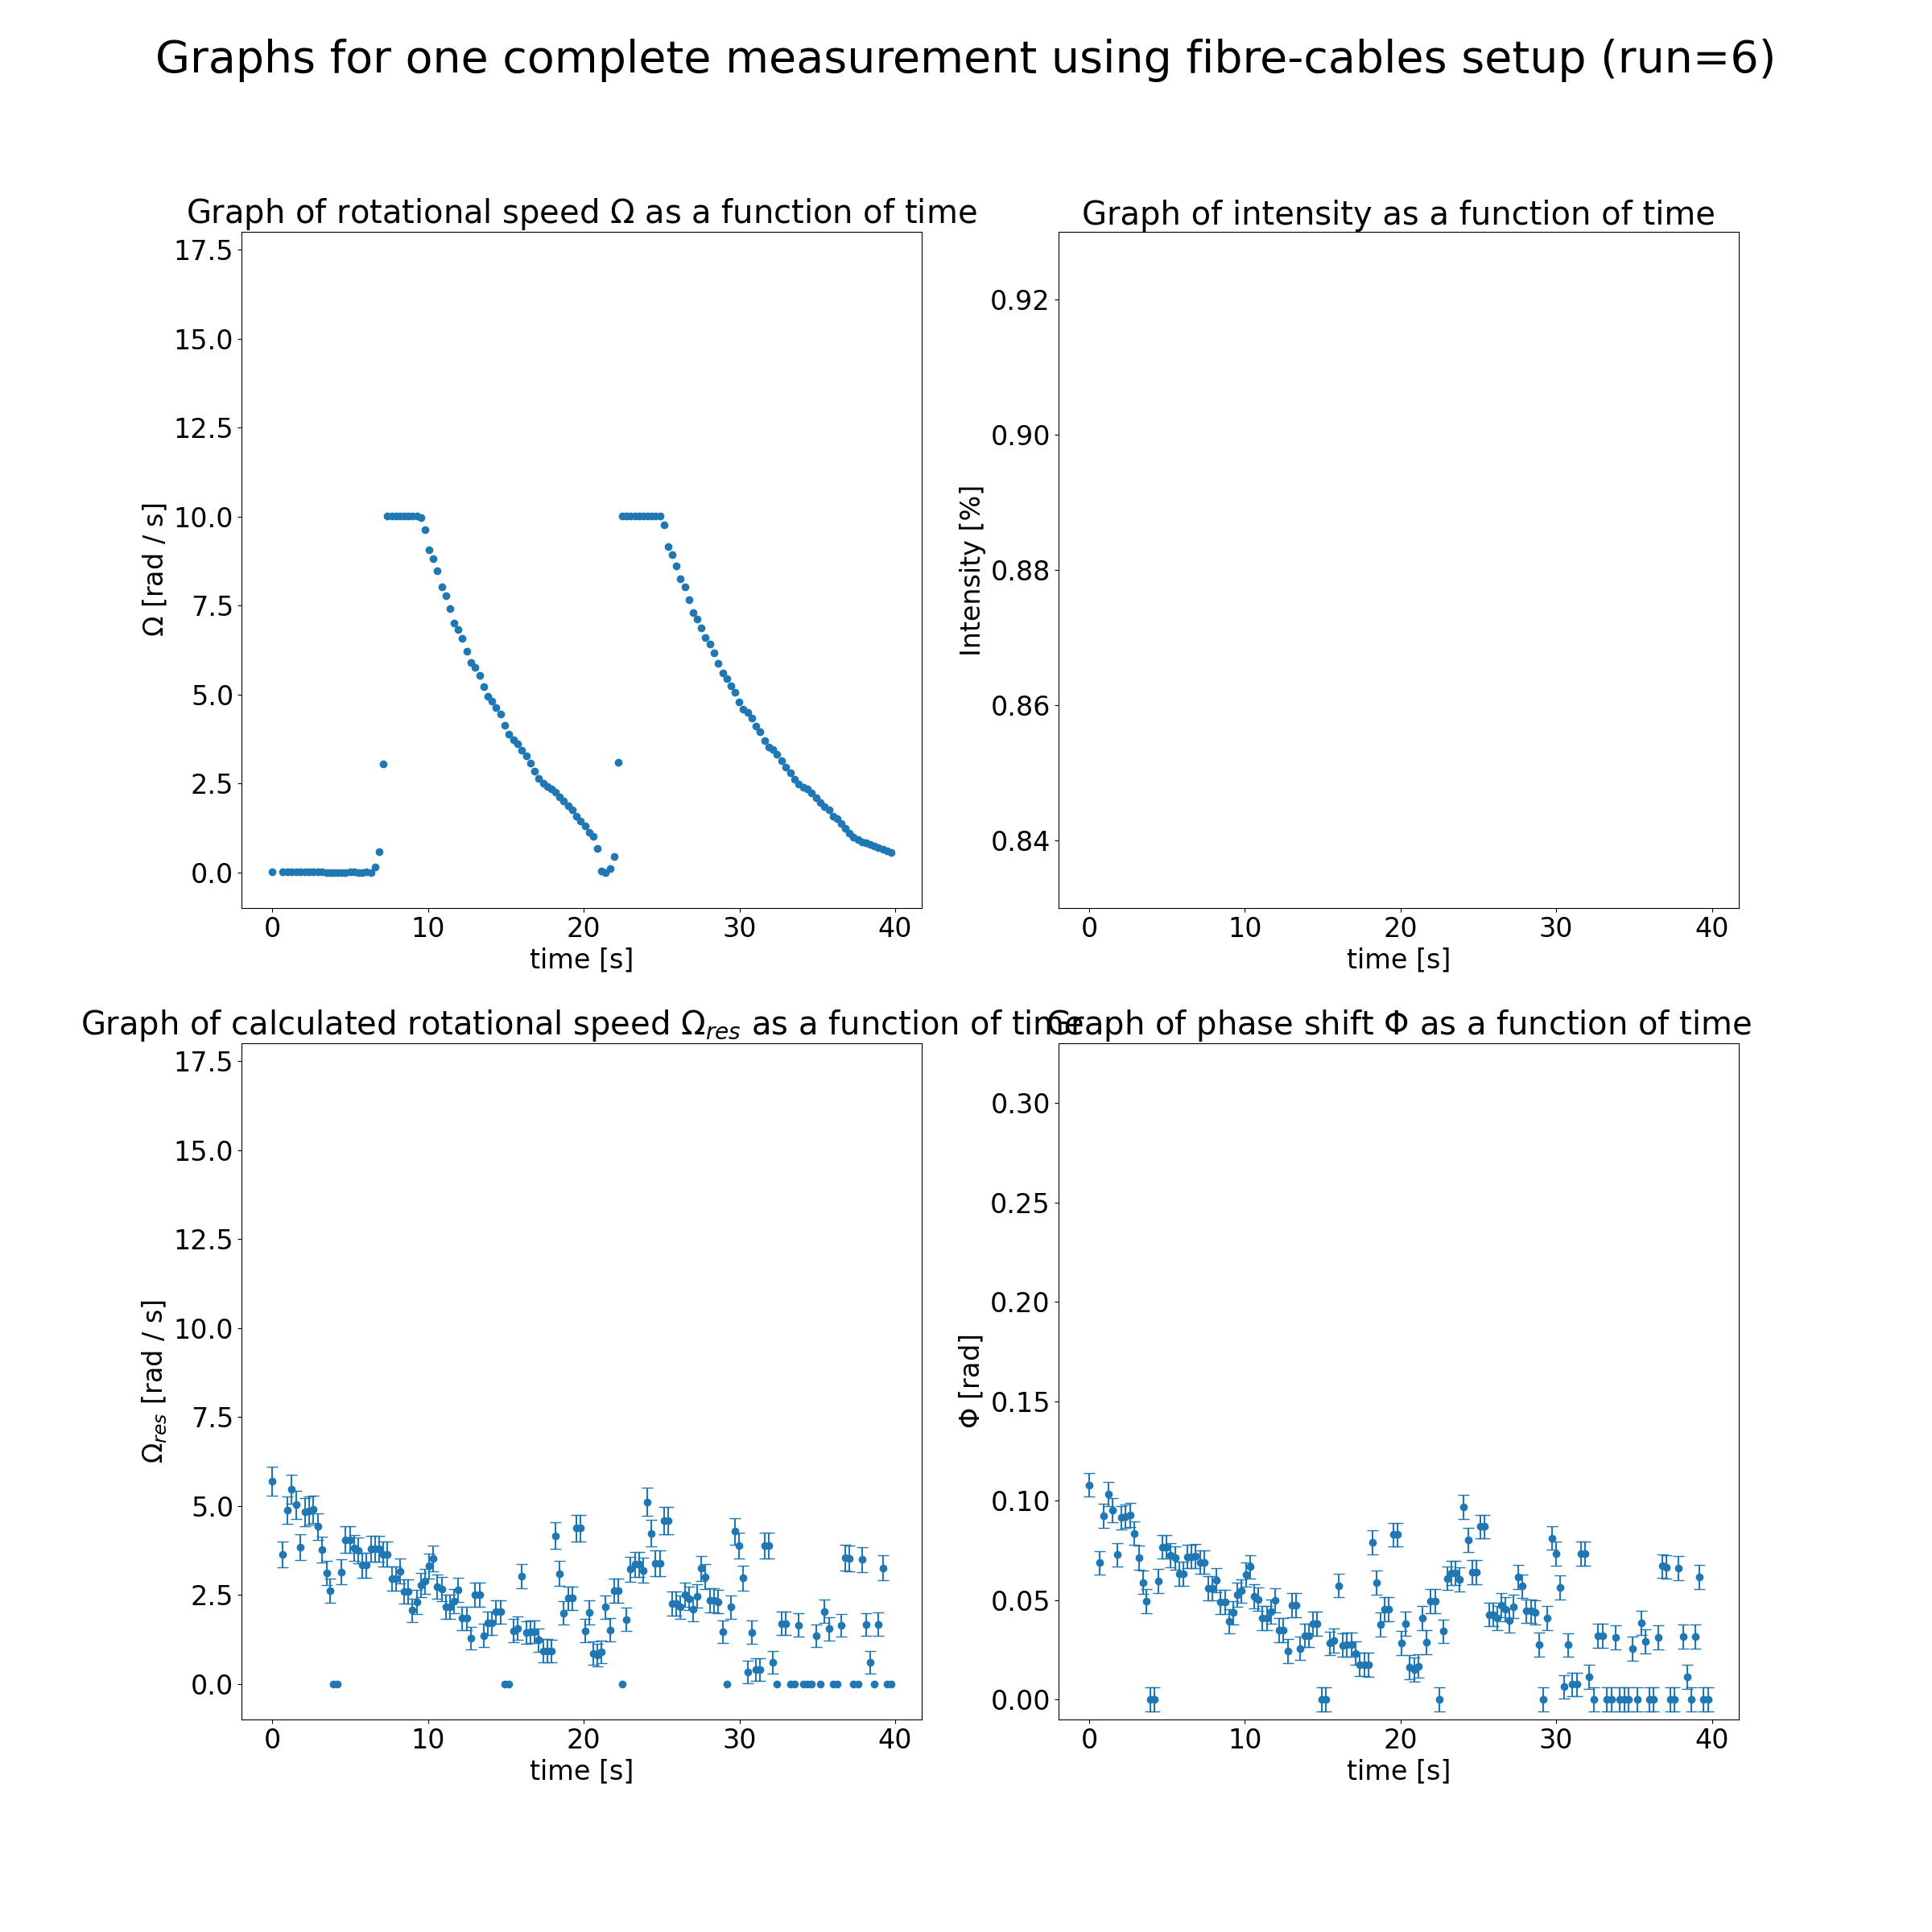 Graphs for one complete measurement using fibre-cables setup (run=6)
Graph of rotational speed Ω as a function of time
17.5
15.0
12.5
10.0
7.5
5.0
2.5
0.0
Ω [rad / s]
0 10 20 30 40
time [s]
Graph of intensity as a function of time
0.92
0.90
0.88
0.86
0.84
Intensity [%]
0 10 20 30 40
time [s]
Graph of calculated rotational speed Ωres as a function of time
17.5
15.0
12.5
10.0
7.5
5.0
2.5
0.0
Ωres [rad / s]
0 10 20 30 40
time [s]
Graph of phase shift Φ as a function of time
0.30
0.25
0.20
0.15
0.10
0.05
0.00
Φ [rad]
0 10 20 30 40
time [s]